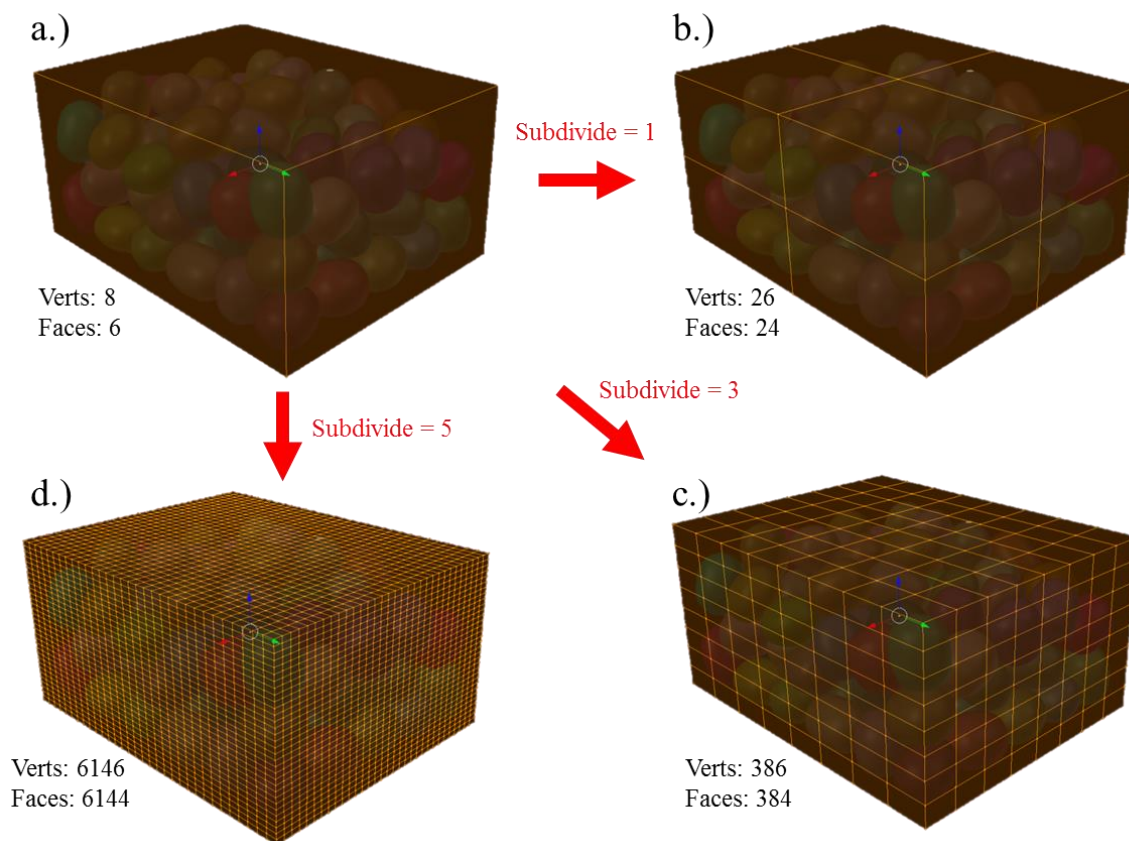 a.)
b.)
Subdivide = 1
Verts: 8
Faces: 6
Verts: 26
Faces: 24
Subdivide = 3
Subdivide = 5
d.)
c.)
Verts: 6146
Faces: 6144
Verts: 386
Faces: 384